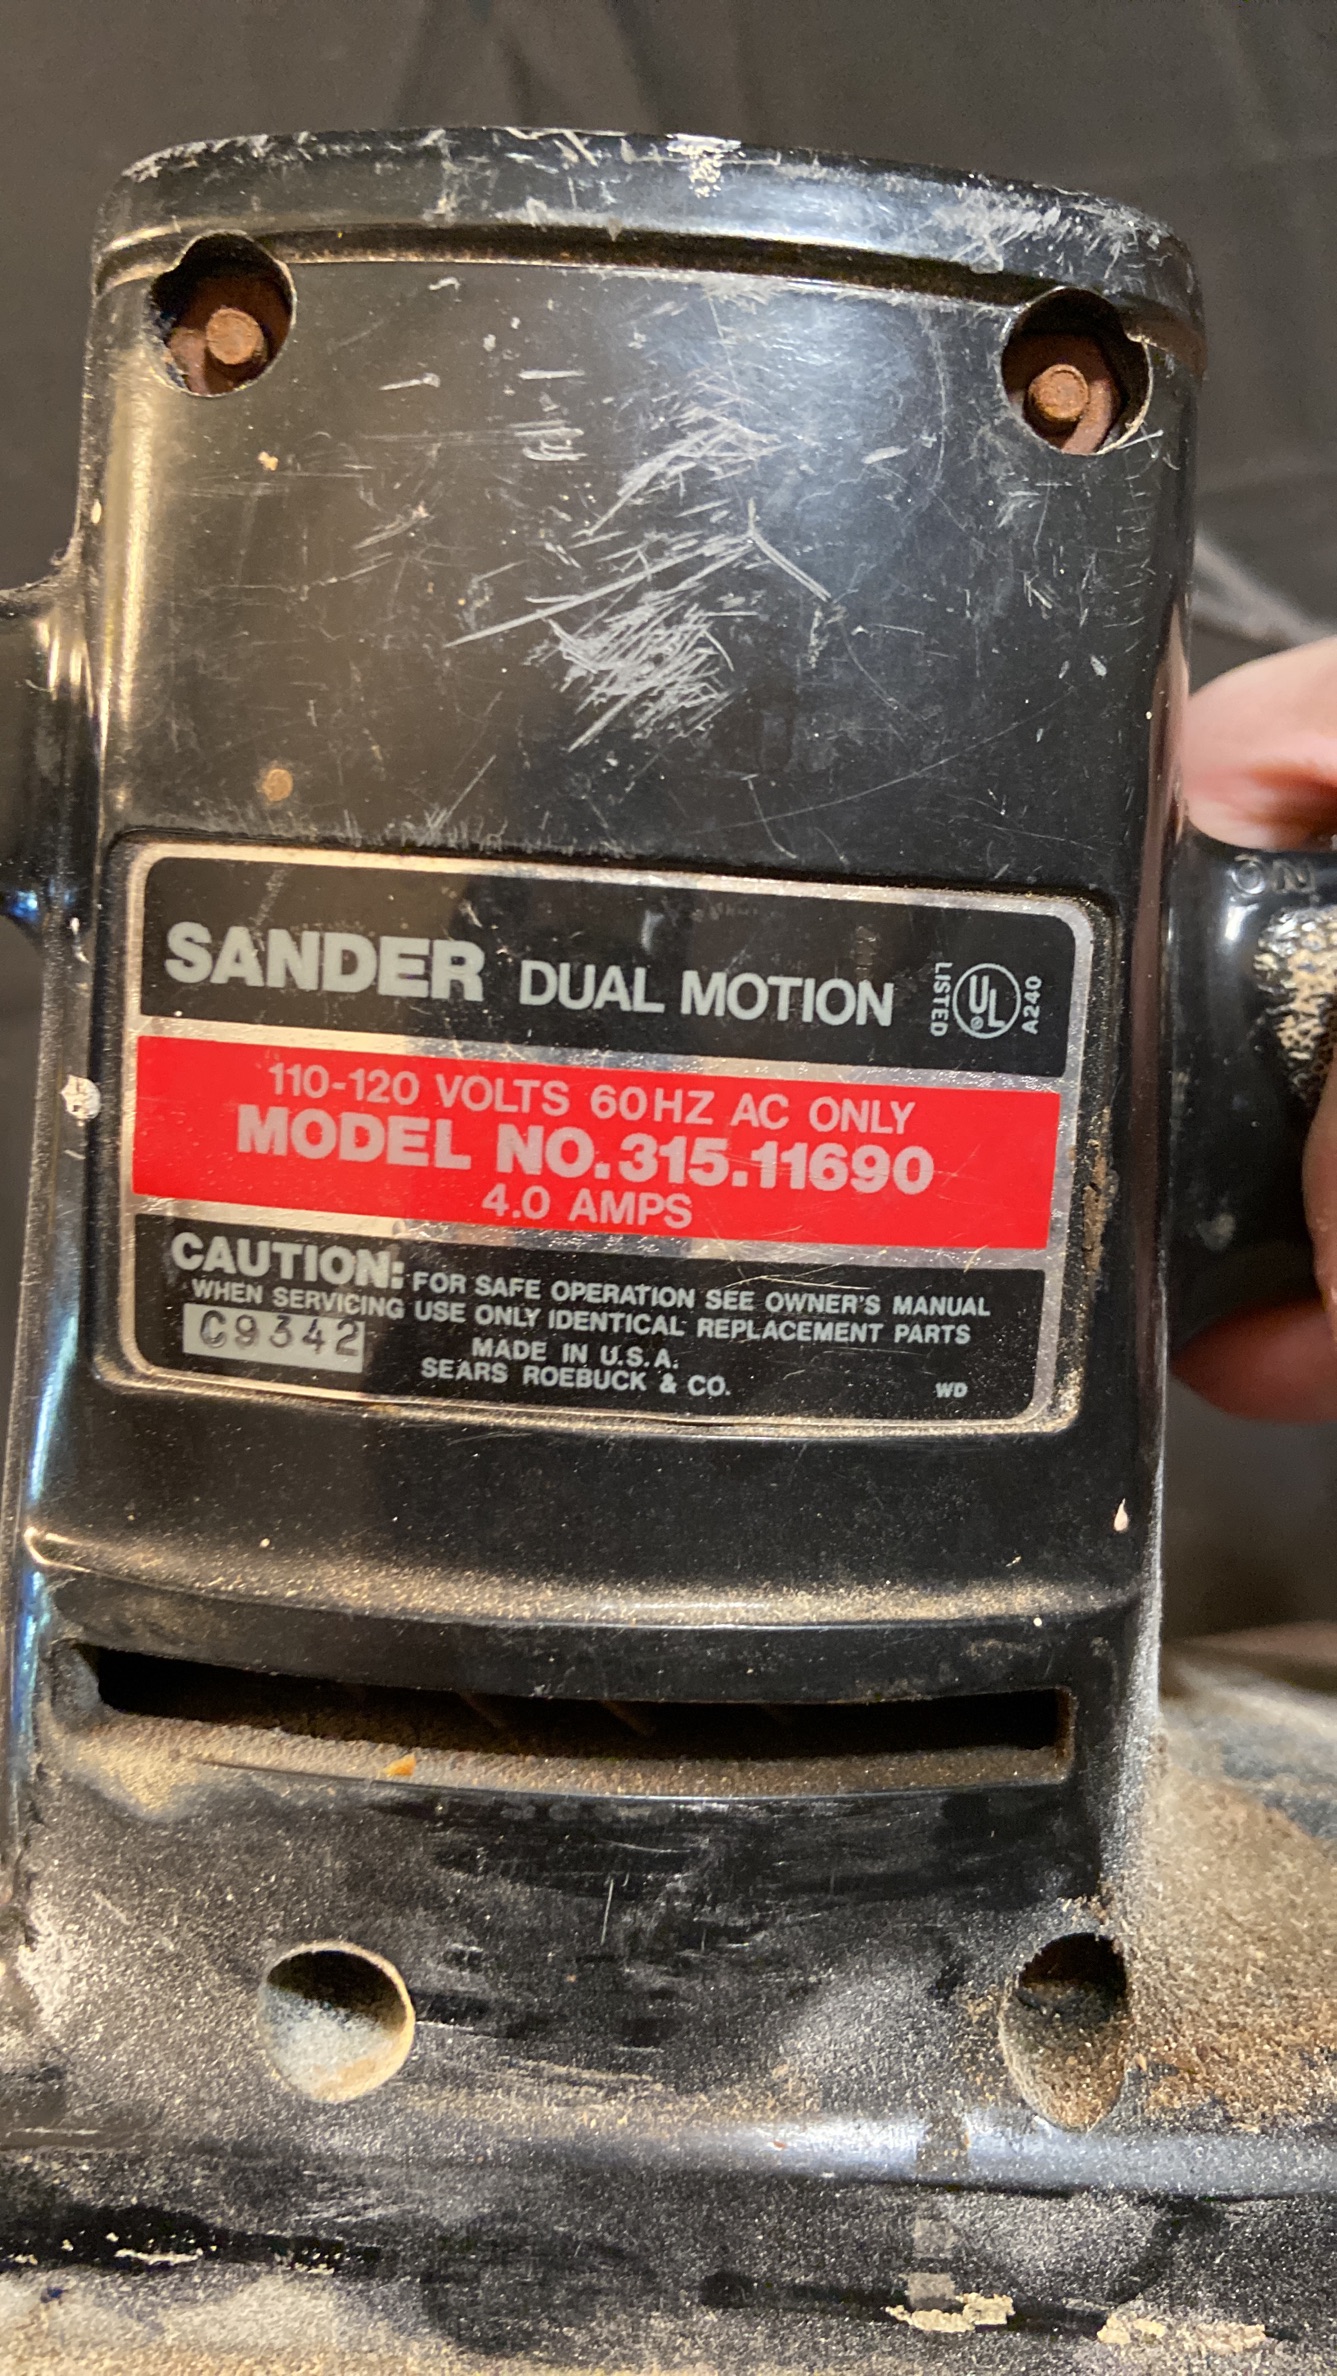 SANDER DUAL MOTION
LISTED
UL
®
A240
110-120 VOLTS 60HZ AC ONLY
MODEL NO.315.11690
4.0 AMPS
CAUTION: FOR SAFE OPERATION SEE OWNER'S MANUAL
WHEN SERVICING USE ONLY IDENTICAL REPLACEMENT PARTS
C9342
MADE IN U.S.A.
SEARS ROEBUCK & CO.
WD
ON